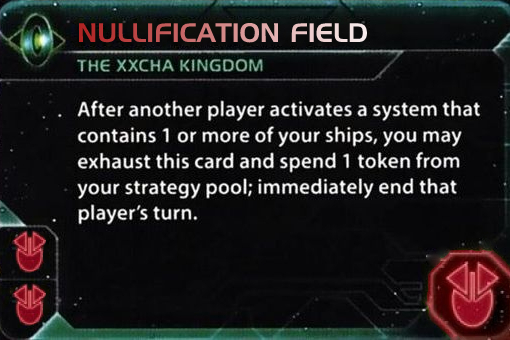 NULLIFICATION FIELD
THE XXCHA KINGDOM
After another player activates a system that
contains 1 or more of your ships, you may
exhaust this card and spend 1 token from
your strategy pool; immediately end that
player's turn.